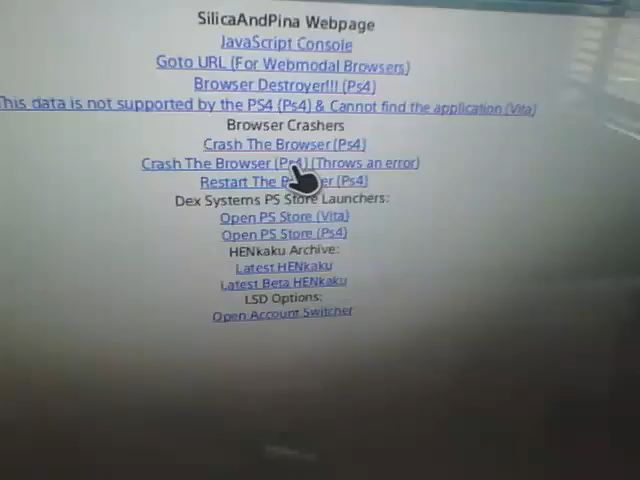 SilicaAndPina Webpage
JavaScript Console
Goto URL (For Webmodal Browsers)
Browser Destroyer!!! (Ps4)
This data is not supported by the PS4 (Ps4) & Cannot find the application (Vita)
Browser Crashers
Crash The Browser (Ps4)
Crash The Browser (Ps4) (Throws an error)
Restart The Browser (Ps4)
Dex Systems PS Store Launchers:
Open PS Store (Vita)
Open PS Store (Ps4)
HENkaku Archive:
Latest HENkaku
Latest Beta HENkaku
LSD Options:
Open Account Switcher